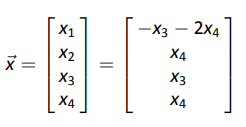 x⃗ = [x₁ x₂ x₃ x₄] = [−x₃ − 2x₄ x₄ x₃ x₄]